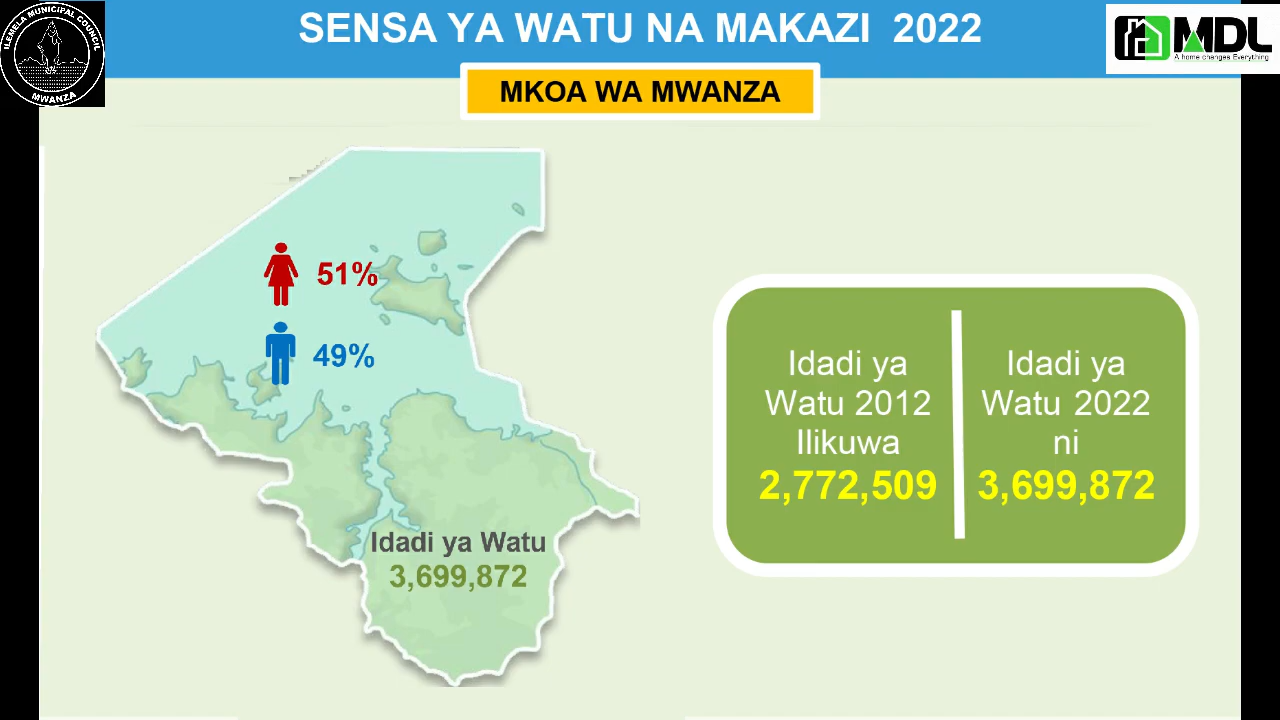 SENSA YA WATU NA MAKAZI 2022
MKOA WA MWANZA
ILEMELA MUNICIPAL COUNCIL
MWANZA
MDL
A home changes Everything
51%
49%
Idadi ya Watu
3,699,872
Idadi ya
Watu 2012
Ilikuwa
2,772,509
Idadi ya
Watu 2022
ni
3,699,872